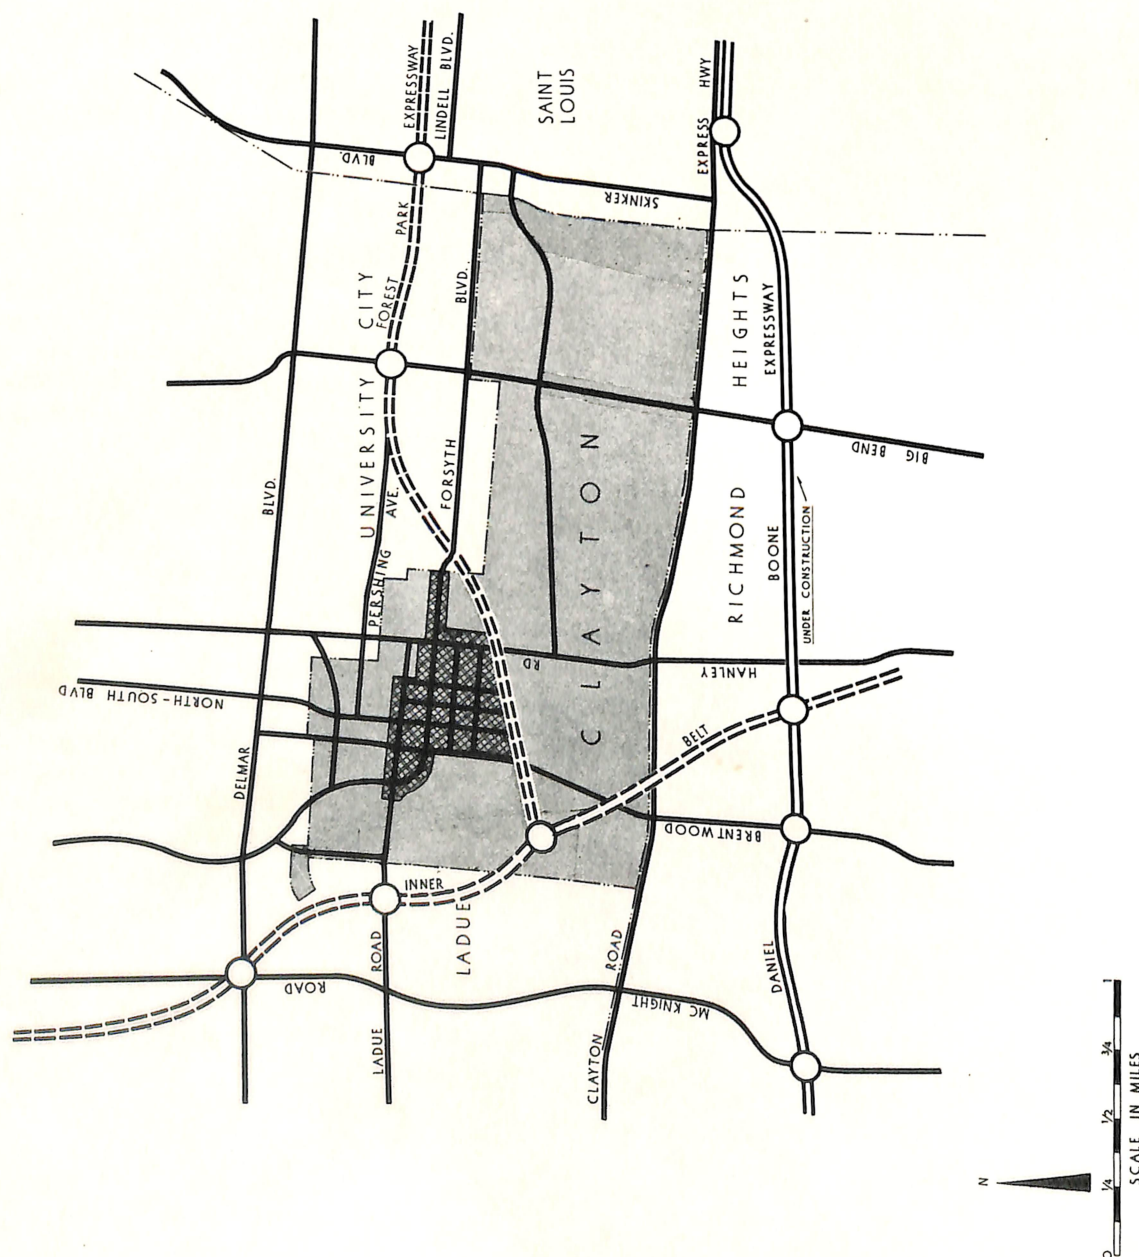 EXPRESSWAY
LINDELL BLVD.
SAINT
LOUIS
EXPRESS HWY
BLVD.
SKINKER
PARK
FOREST
UNIVERSITY CITY
BLVD.
FORSYTH
BLVD.
PERSHING AVE.
HEIGHTS
RICHMOND
EXPRESSWAY
BOONE
DANIEL
UNDER CONSTRUCTION
BIG BEND
CLAYTON
RD
HANLEY
NORTH-SOUTH BLVD
DELMAR
BELT
INNER
BRENTWOOD
LADUE
LADUE ROAD
ROAD
MC KNIGHT
CLAYTON ROAD
N
0 1/4 1/2 3/4 1
SCALE IN MILES